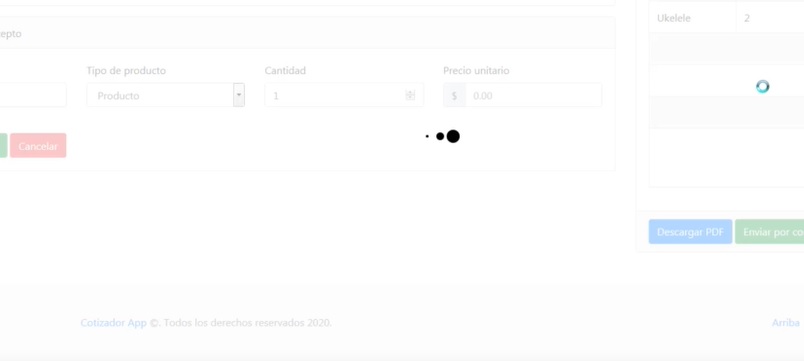 Ukelele 2
epto
Tipo de producto Cantidad Precio unitario
Producto 1 $ 0.00
Cancelar
Descargar PDF Enviar por co
Cotizador App ©. Todos los derechos reservados 2020. Arriba